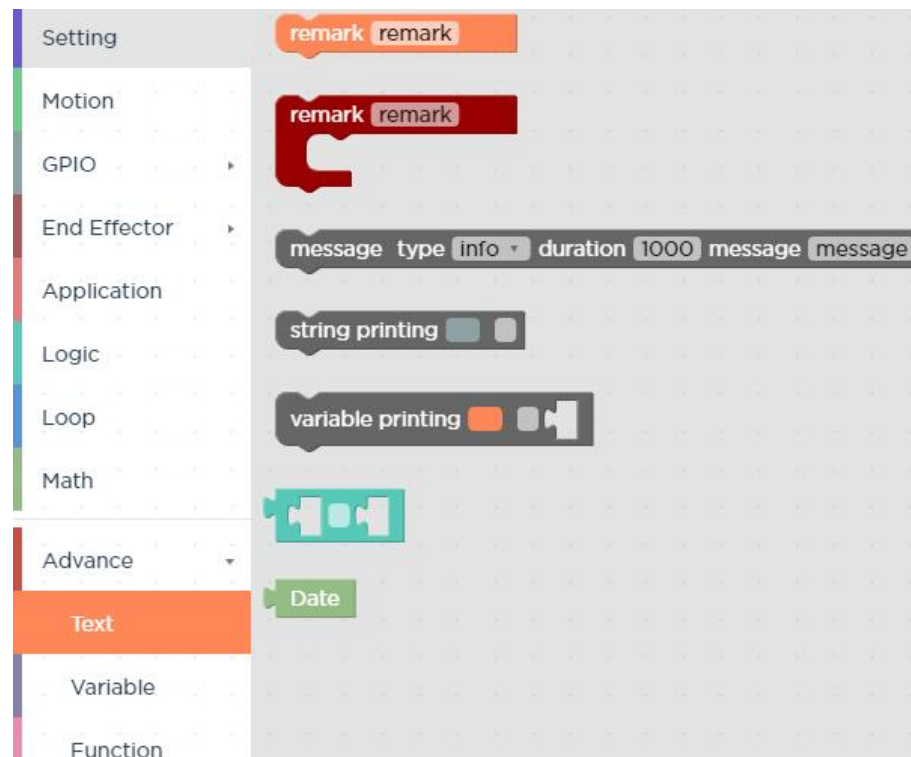 Setting
Motion
GPIO
End Effector
Application
Logic
Loop
Math
Advance
Text
Variable
Function
remark remark
remark remark
message type info duration 1000 message message
string printing
variable printing
Date